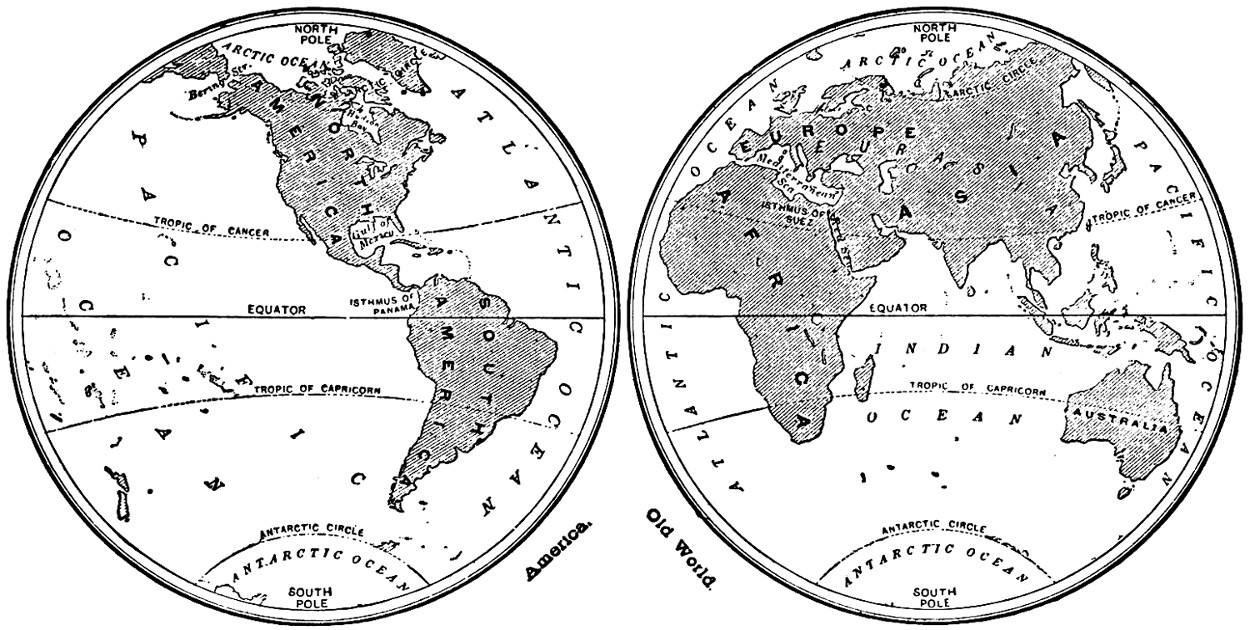 NORTH
POLE
ARCTIC OCEAN
ARCTIC CIRC.
Bering Str.
Hudson
Bay
NORTH
AMERICA
ATLANTIC OCEAN
PACIFIC
OCEANIA
TROPIC OF CANCER
Gulf of
Mexico
ISTHMUS OF
PANAMA
EQUATOR
SOUTH
AMERICA
TROPIC OF CAPRICORN
ANTARCTIC CIRCLE
ANTARCTIC OCEAN
SOUTH
POLE
America.
NORTH
POLE
ARCTIC OCEAN
ARCTIC CIRCLE
ATLANTIC
OCEAN
EUROPE
EURASIA
ASIA
Mediterranean
Sea
ISTHMUS OF
SUEZ
AFRICA
TROPIC OF CANCER
PACIFIC
OCEAN
EQUATOR
INDIAN
OCEAN
TROPIC OF CAPRICORN
AUSTRALIA
ANTARCTIC CIRCLE
ANTARCTIC OCEAN
SOUTH
POLE
Old World.